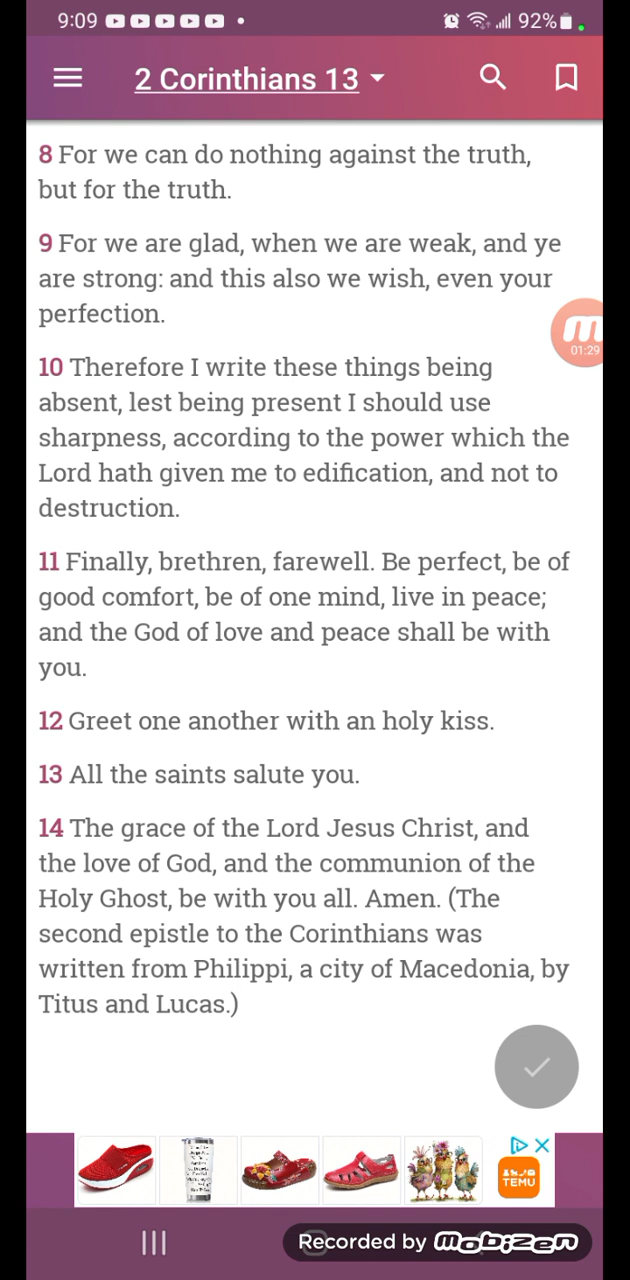 9:09 92%
2 Corinthians 13
8 For we can do nothing against the truth,
but for the truth.
9 For we are glad, when we are weak, and ye
are strong: and this also we wish, even your
perfection.
01:29
10 Therefore I write these things being
absent, lest being present I should use
sharpness, according to the power which the
Lord hath given me to edification, and not to
destruction.
11 Finally, brethren, farewell. Be perfect, be of
good comfort, be of one mind, live in peace;
and the God of love and peace shall be with
you.
12 Greet one another with an holy kiss.
13 All the saints salute you.
14 The grace of the Lord Jesus Christ, and
the love of God, and the communion of the
Holy Ghost, be with you all. Amen. (The
second epistle to the Corinthians was
written from Philippi, a city of Macedonia, by
Titus and Lucas.)
TEMU
Recorded by mobizen